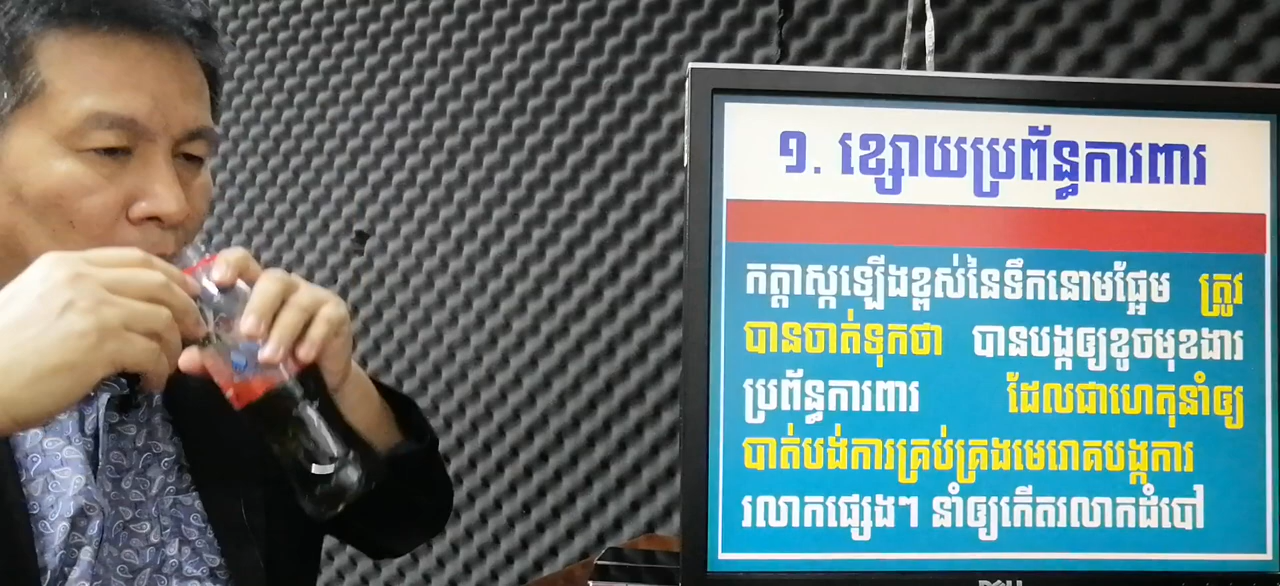 ១. ខ្សោយប្រព័ន្ធការពារ
កត្តាស្កឡើងខ្ពស់នៃទឹកនោមផ្អែម ត្រូវ
បានចាត់ទុកថា បានបង្កឲ្យខូចមុខងារ
ប្រព័ន្ធការពារ ដែលជាហេតុនាំឲ្យ
បាត់បង់ការគ្រប់គ្រងមេរោគបង្កការ
រលាកផ្សេងៗ នាំឲ្យកើតរលាកដំបៅ